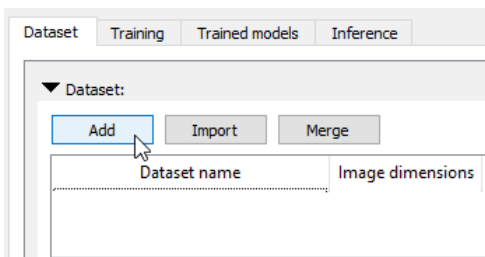 Dataset Training Trained models Inference
Dataset:
Add Import Merge
Dataset name Image dimensions